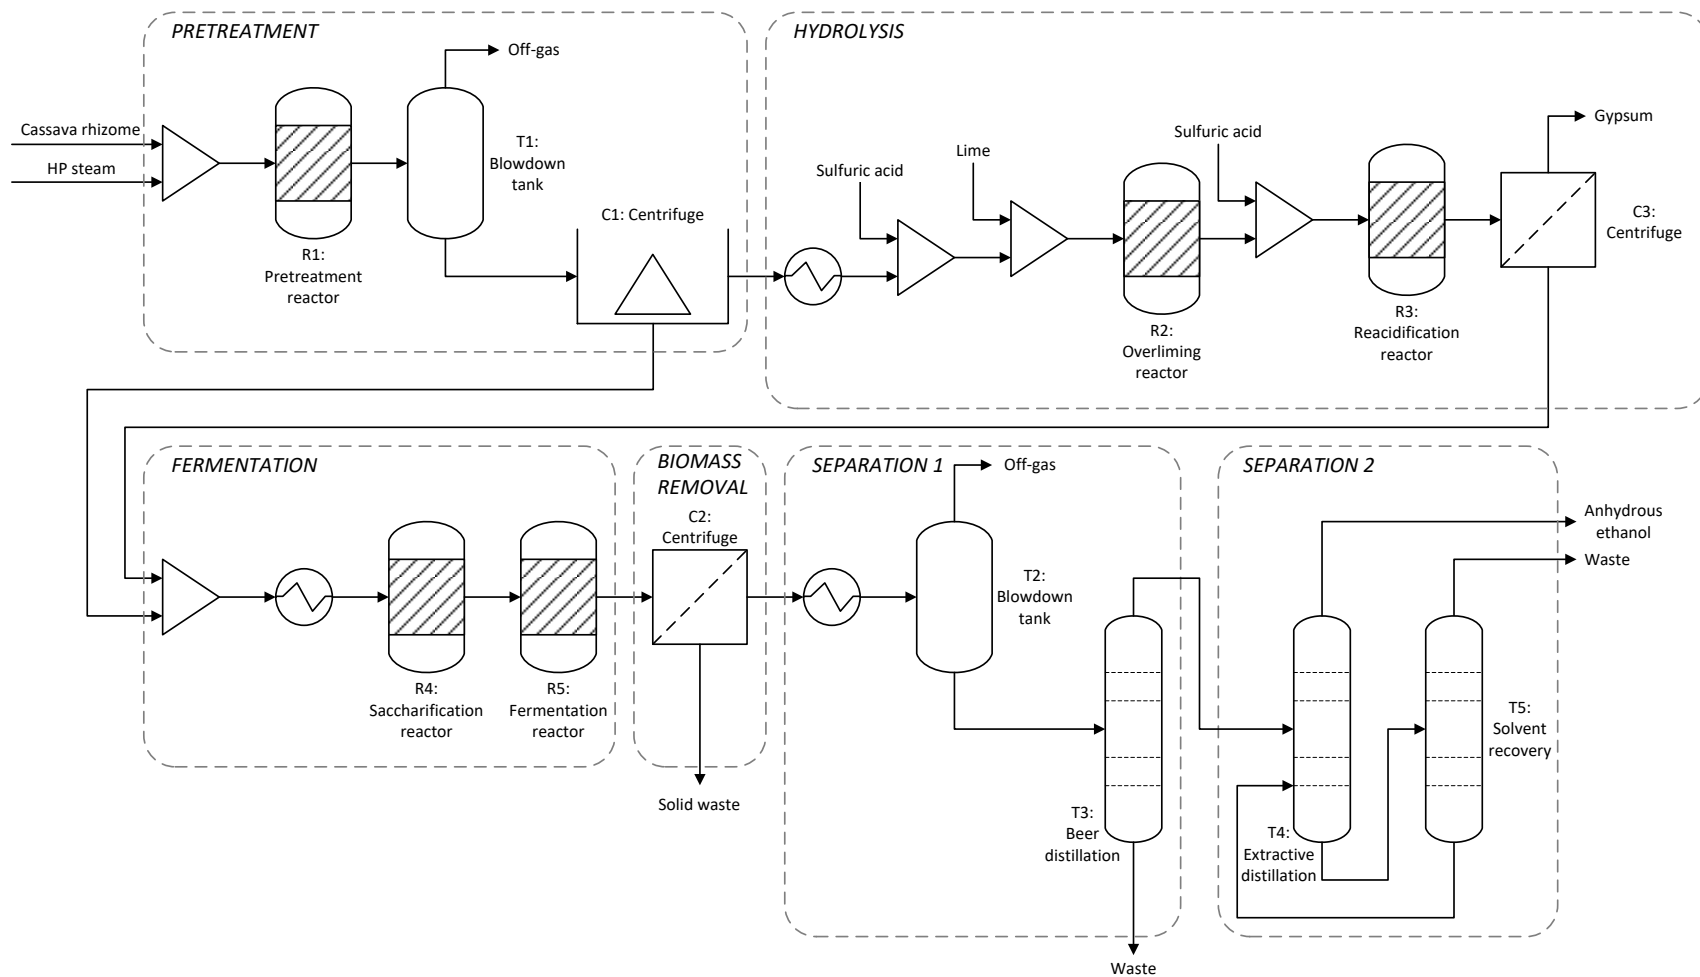 PRETREATMENT
Off-gas
Cassava rhizome
HP steam
R1:
Pretreatment
reactor
T1:
Blowdown
tank
C1: Centrifuge
HYDROLYSIS
Sulfuric acid
Lime
R2:
Overliming
reactor
Sulfuric acid
R3:
Reacidification
reactor
Gypsum
C3:
Centrifuge
FERMENTATION
R4:
Saccharification
reactor
R5:
Fermentation
reactor
BIOMASS
REMOVAL
C2:
Centrifuge
Solid waste
SEPARATION 1
Off-gas
T2:
Blowdown
tank
T3:
Beer
distillation
Waste
SEPARATION 2
T4:
Extractive
distillation
T5:
Solvent
recovery
Anhydrous
ethanol
Waste